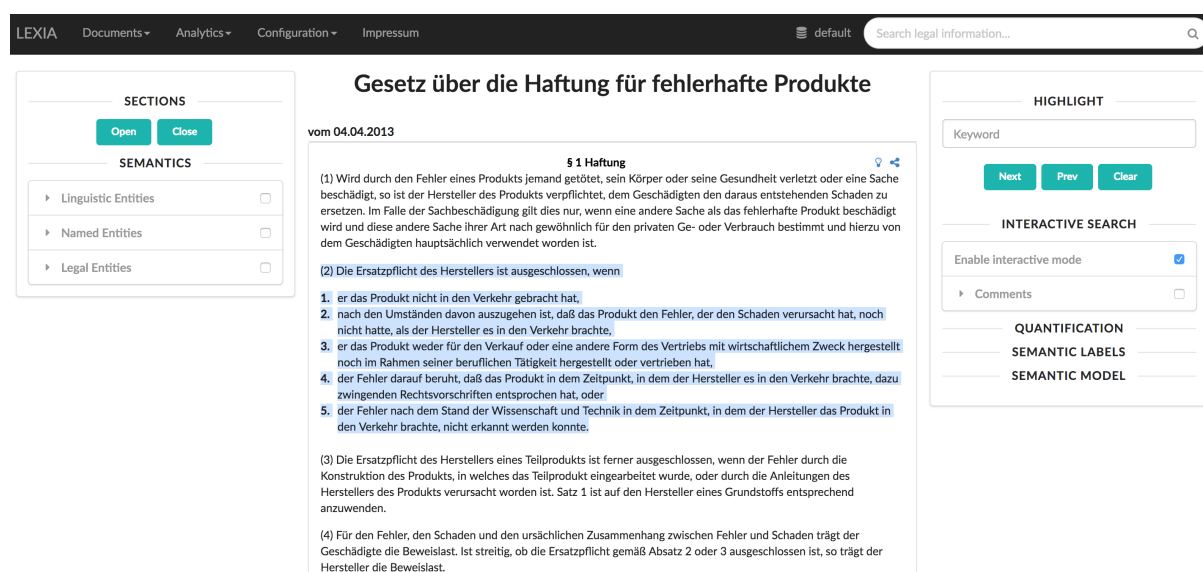 LEXIA Documents Analytics Configuration Impressum default Search legal information...
SECTIONS
Open Close
SEMANTICS
Linguistic Entities
Named Entities
Legal Entities
Gesetz über die Haftung für fehlerhafte Produkte
vom 04.04.2013
§ 1 Haftung
(1) Wird durch den Fehler eines Produkts jemand getötet, sein Körper oder seine Gesundheit verletzt oder eine Sache
beschädigt, so ist der Hersteller des Produkts verpflichtet, dem Geschädigten den daraus entstehenden Schaden zu
ersetzen. Im Falle der Sachbeschädigung gilt dies nur, wenn eine andere Sache als das fehlerhafte Produkt beschädigt
wird und diese andere Sache ihrer Art nach gewöhnlich für den privaten Ge- oder Verbrauch bestimmt und hierzu von
dem Geschädigten hauptsächlich verwendet worden ist.
(2) Die Ersatzpflicht des Herstellers ist ausgeschlossen, wenn
1. er das Produkt nicht in den Verkehr gebracht hat,
2. nach den Umständen davon auszugehen ist, daß das Produkt den Fehler, der den Schaden verursacht hat, noch
nicht hatte, als der Hersteller es in den Verkehr brachte,
3. er das Produkt weder für den Verkauf oder eine andere Form des Vertriebs mit wirtschaftlichem Zweck hergestellt
noch im Rahmen seiner beruflichen Tätigkeit hergestellt oder vertrieben hat,
4. der Fehler darauf beruht, daß das Produkt in dem Zeitpunkt, in dem der Hersteller es in den Verkehr brachte, dazu
zwingenden Rechtsvorschriften entsprochen hat, oder
5. der Fehler nach dem Stand der Wissenschaft und Technik in dem Zeitpunkt, in dem der Hersteller das Produkt in
den Verkehr brachte, nicht erkannt werden konnte.
(3) Die Ersatzpflicht des Herstellers eines Teilprodukts ist ferner ausgeschlossen, wenn der Fehler durch die
Konstruktion des Produkts, in welches das Teilprodukt eingearbeitet wurde, oder durch die Anleitungen des
Herstellers des Produkts verursacht worden ist. Satz 1 ist auf den Hersteller eines Grundstoffs entsprechend
anzuwenden.
(4) Für den Fehler, den Schaden und den ursächlichen Zusammenhang zwischen Fehler und Schaden trägt der
Geschädigte die Beweislast. Ist streitig, ob die Ersatzpflicht gemäß Absatz 2 oder 3 ausgeschlossen ist, so trägt der
Hersteller die Beweislast.
HIGHLIGHT
Keyword
Next Prev Clear
INTERACTIVE SEARCH
Enable interactive mode
Comments
QUANTIFICATION
SEMANTIC LABELS
SEMANTIC MODEL